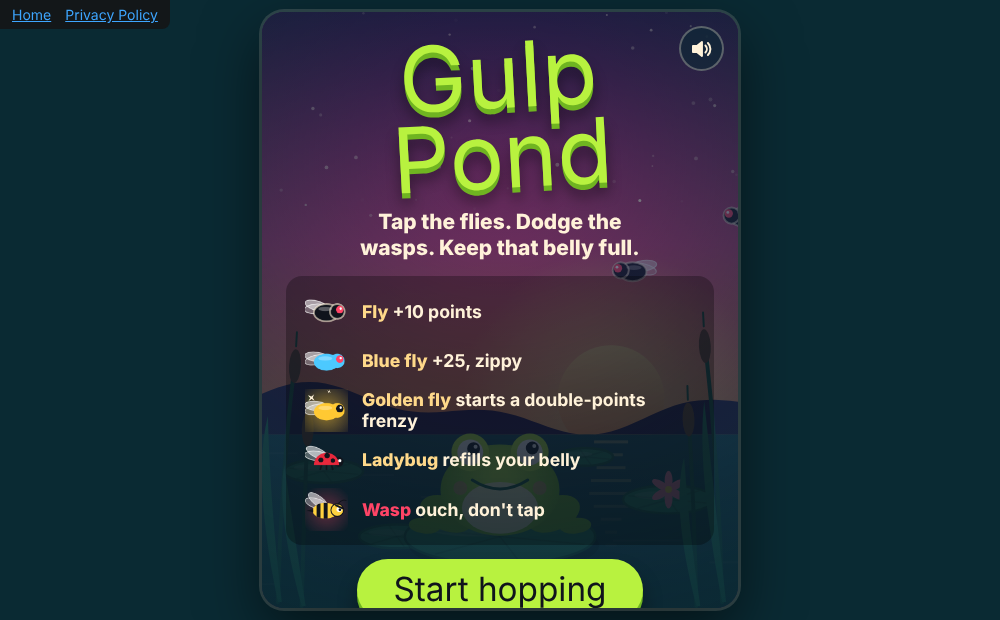 Home Privacy Policy
Gulp
Pond
Tap the flies. Dodge the
wasps. Keep that belly full.
Fly +10 points
Blue fly +25, zippy
Golden fly starts a double-points
frenzy
Ladybug refills your belly
Wasp ouch, don't tap
Start hopping